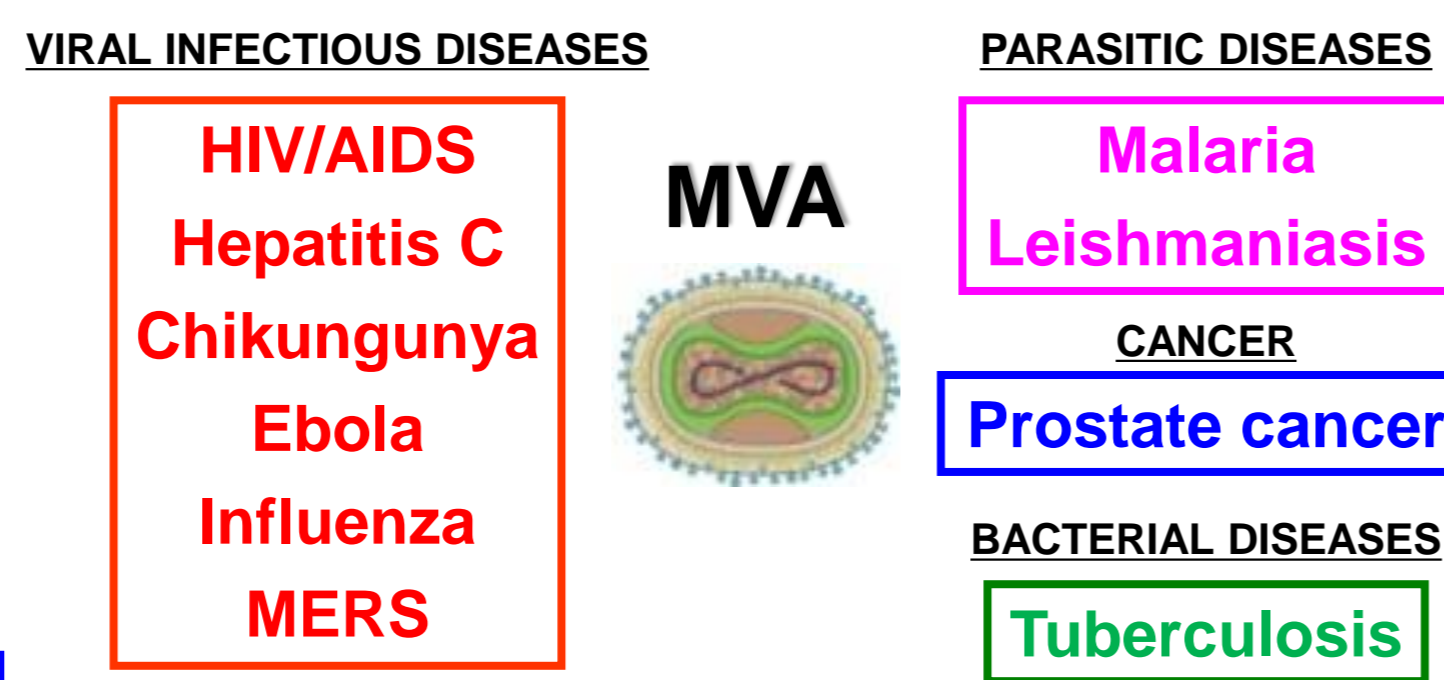 VIRAL INFECTIOUS DISEASES
HIV/AIDS
Hepatitis C
Chikungunya
Ebola
Influenza
MERS
MVA
PARASITIC DISEASES
Malaria
Leishmaniasis
CANCER
Prostate cancer
BACTERIAL DISEASES
Tuberculosis